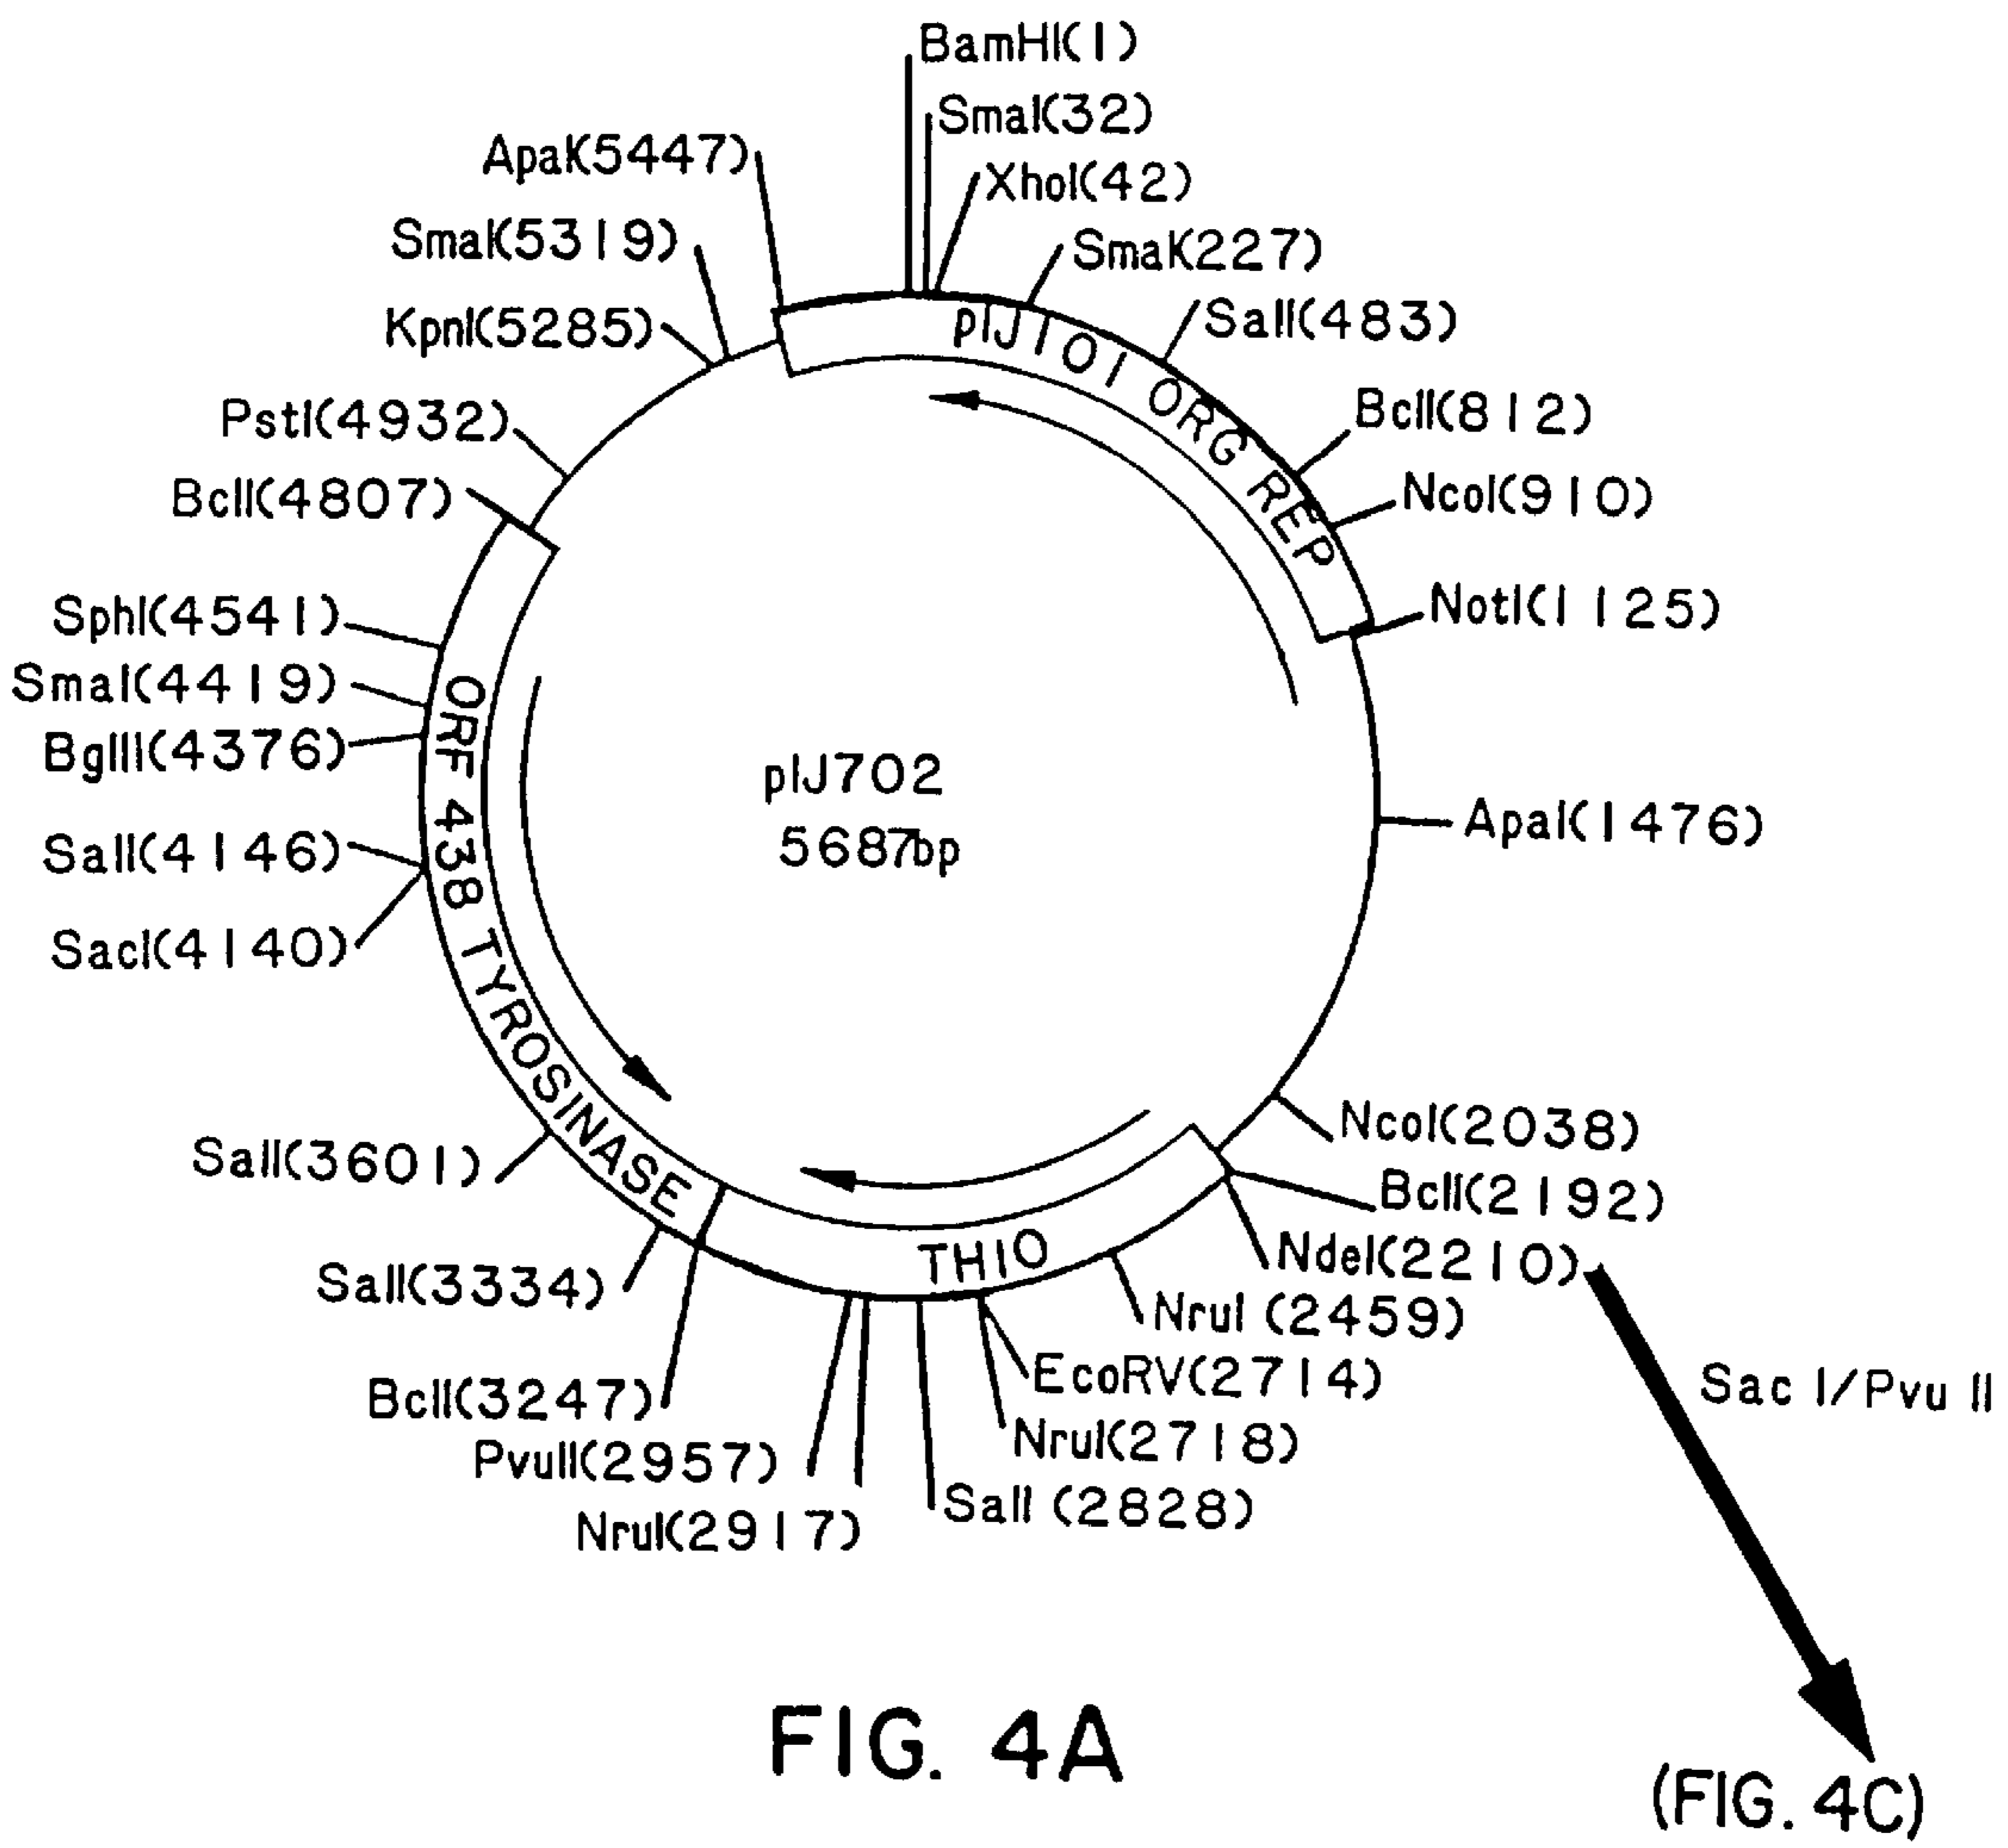 BamHI(1)
SmaI(32)
XhoI(42)
SmaI(227)
SalI(483)
BclI(812)
NcoI(910)
NotI(1125)
ApaI(1476)
NcoI(2038)
BclI(2192)
NdeI(2210)
NruI (2459)
EcoRV(2714)
NruI(2718)
SalI (2828)
NruI(2917)
PvuII(2957)
BclI(3247)
SalI(3334)
SalI(3601)
SacI(4140)
SalI(4146)
BglII(4376)
SmaI(4419)
SphI(4541)
BclI(4807)
PstI(4932)
KpnI(5285)
SmaI(5319)
ApaI(5447)
pIJ101 ORG REP
ORF 438 TYROSINASE
THIO
pIJ702
5687bp
Sac I/Pvu II
FIG. 4A
(FIG. 4C)